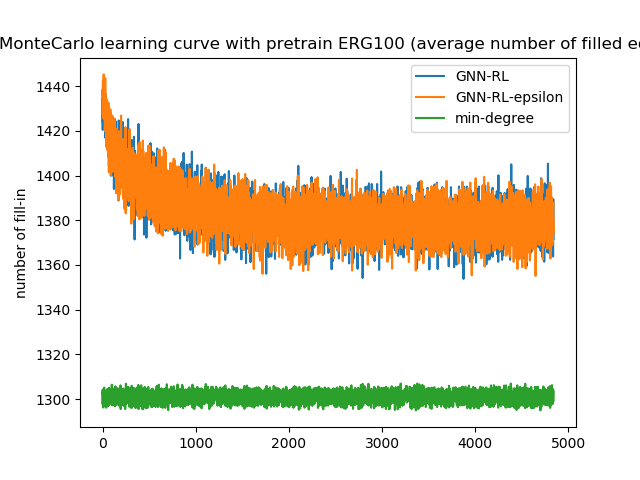 MonteCarlo learning curve with pretrain ERG100 (average number of filled
GNN-RL
GNN-RL-epsilon
min-degree
number of fill-in
1440
1420
1400
1380
1360
1340
1320
1300
0
1000
2000
3000
4000
5000